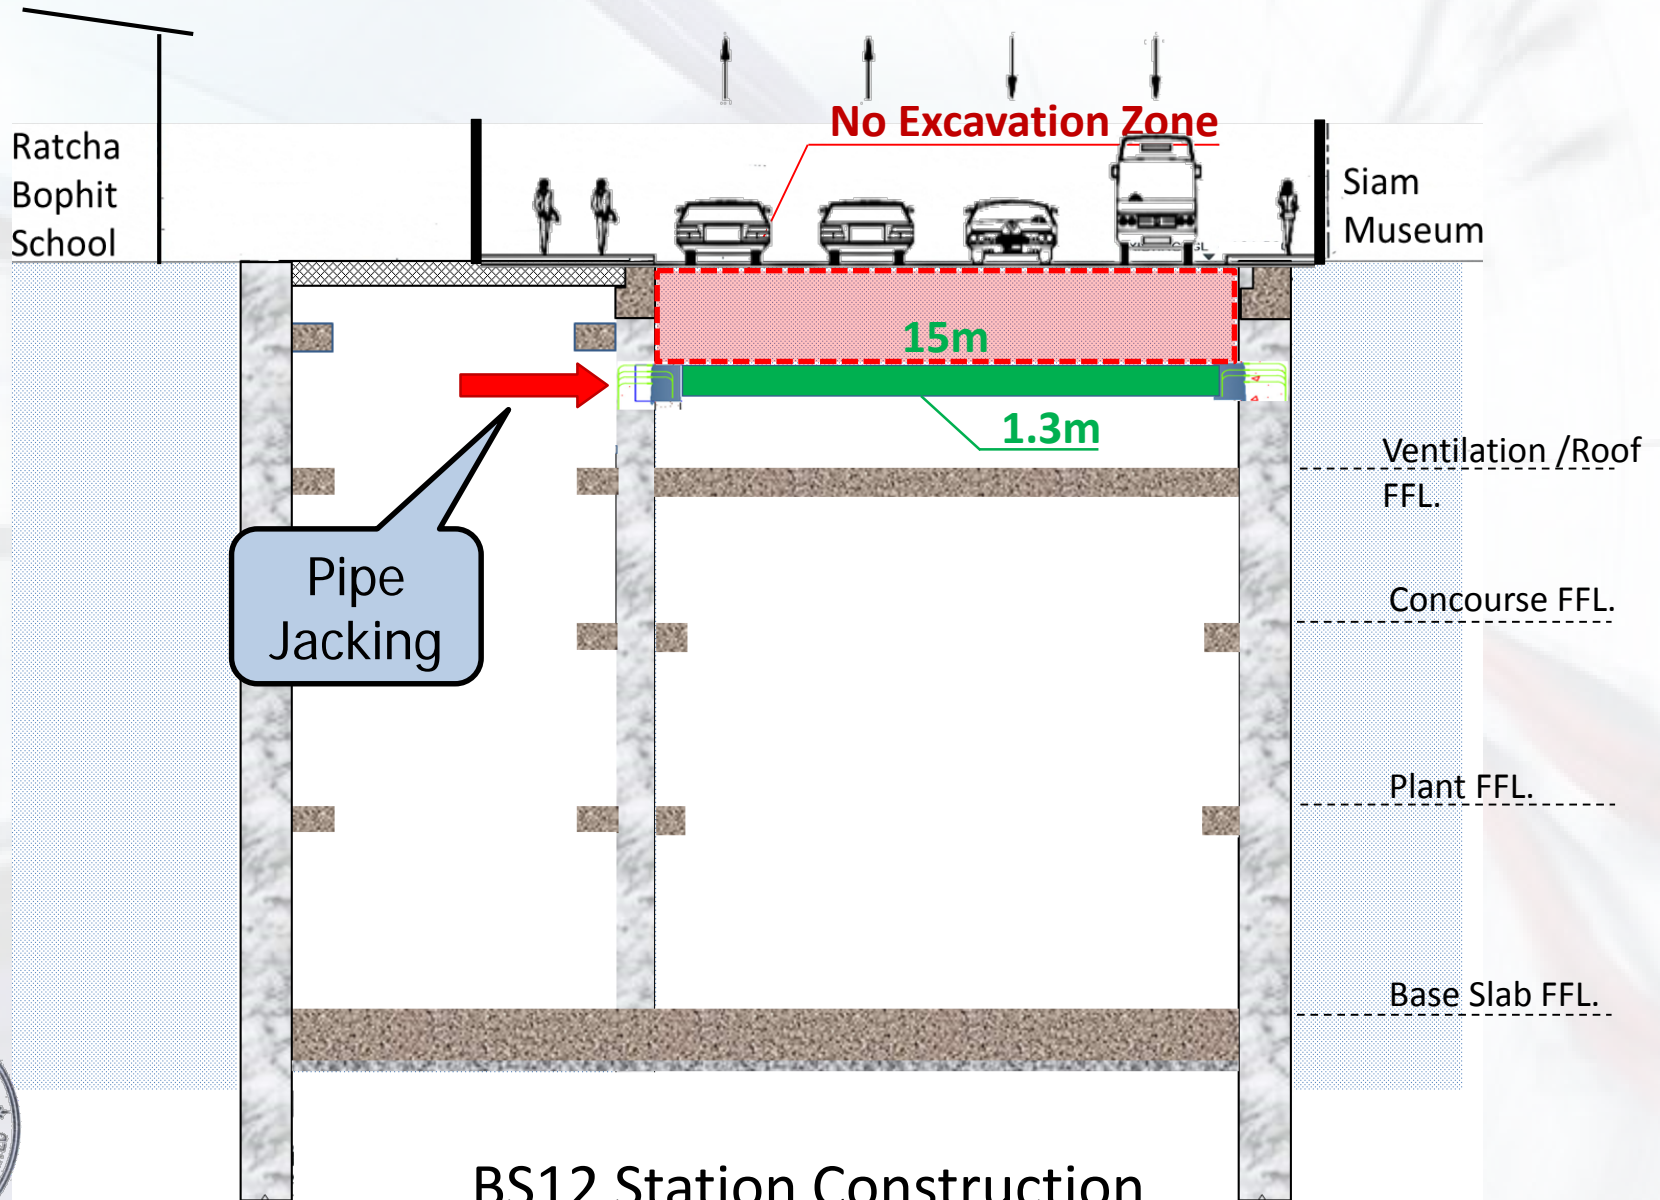 No Excavation Zone
Ratcha
Bophit
School
Siam
Museum
15m
1.3m
Ventilation /Roof
FFL.
Pipe
Jacking
Concourse FFL.
Plant FFL.
Base Slab FFL.
BS12 Station Construction